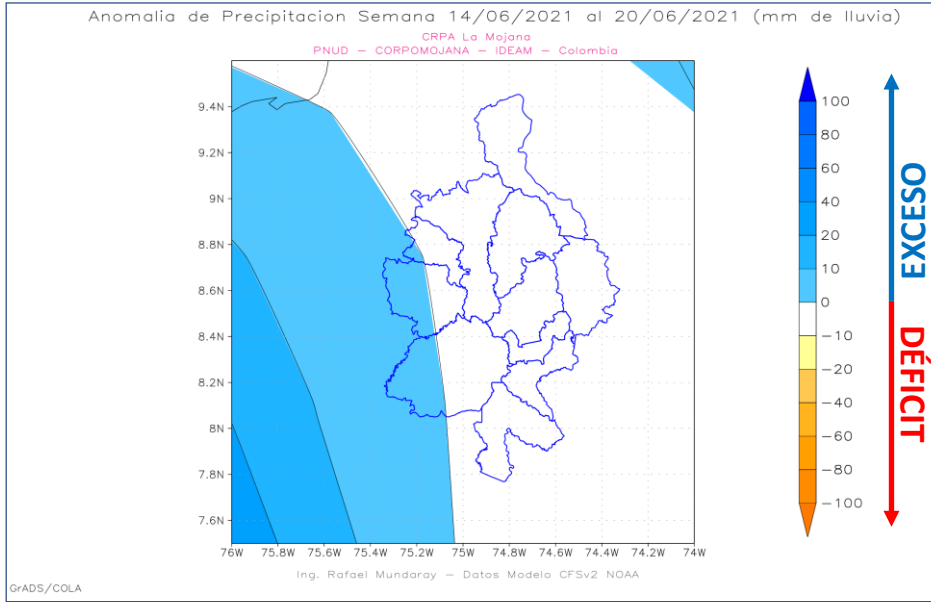 Anomalia de Precipitacion Semana 14/06/2021 al 20/06/2021 (mm de lluvia)
CRPA La Mojana
PNUD – CORPOMOJANA – IDEAM – Colombia
9.4N
9.2N
9N
8.8N
8.6N
8.4N
8.2N
8N
7.8N
7.6N
76W 75.8W 75.6W 75.4W 75.2W 75W 74.8W 74.6W 74.4W 74.2W 74W
100
80
60
40
20
10
0
−10
−20
−40
−60
−80
−100
EXCESO
DÉFICIT
Ing. Rafael Mundaray – Datos Modelo CFSv2 NOAA
GrADS/COLA